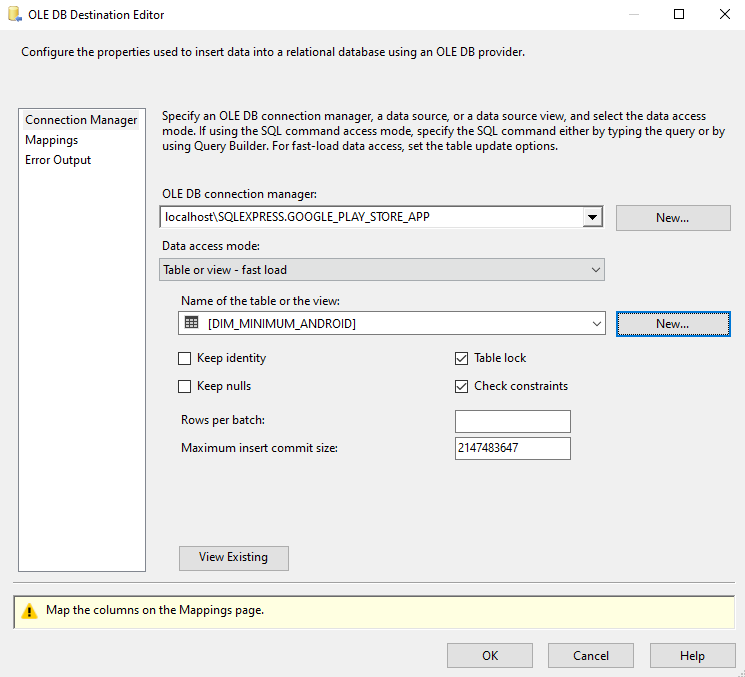 OLE DB Destination Editor
Configure the properties used to insert data into a relational database using an OLE DB provider.
Connection Manager
Mappings
Error Output
Specify an OLE DB connection manager, a data source, or a data source view, and select the data access
mode. If using the SQL command access mode, specify the SQL command either by typing the query or by
using Query Builder. For fast-load data access, set the table update options.
OLE DB connection manager:
localhost\SQLEXPRESS.GOOGLE_PLAY_STORE_APP
New...
Data access mode:
Table or view - fast load
Name of the table or the view:
[DIM_MINIMUM_ANDROID]
New...
Keep identity
Table lock
Keep nulls
Check constraints
Rows per batch:
Maximum insert commit size:
2147483647
View Existing
Map the columns on the Mappings page.
OK
Cancel
Help